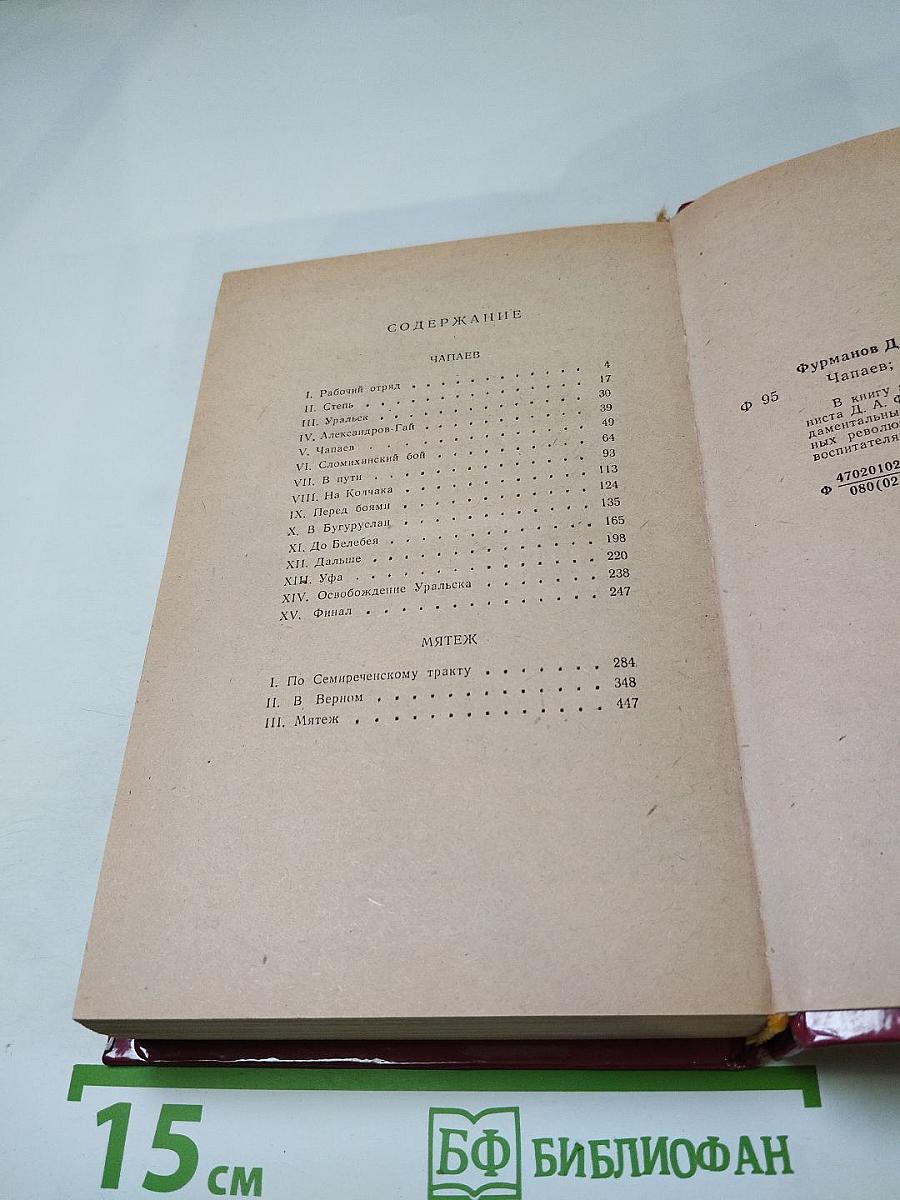 СОДЕРЖАНИЕ
ЧАПАЕВ
I. Рабочий отряд . . . . . . . . . . . 4
II. Степь . . . . . . . . . . . . . 17
III. Уральск . . . . . . . . . . . . 30
IV. Александров-Гай . . . . . . . . . . 39
V. Чапаев . . . . . . . . . . . . . 49
VI. Сломихинский бой . . . . . . . . . 64
VII. В пути . . . . . . . . . . . . . 93
VIII. На Колчака . . . . . . . . . . . 113
IX. Перед боями . . . . . . . . . . . 124
X. В Бугуруслан . . . . . . . . . . . 135
XI. До Белебея . . . . . . . . . . . 165
XII. Дальше . . . . . . . . . . . . 198
XIII. Уфа . . . . . . . . . . . . . 220
XIV. Освобождение Уральска . . . . . . . 238
XV. Финал . . . . . . . . . . . . . 247
МЯТЕЖ
I. По Семиреченскому тракту . . . . . . . 284
II. В Верном . . . . . . . . . . . . 348
III. Мятеж . . . . . . . . . . . . . 447
Фурманов Д
Чапаев;
Ф 95
В книгу
ниста Д. А. Ф
даментальны
ных револю
воспитателя
Ф 47020102
080(02
15 см
БФ БИБЛИОФАН